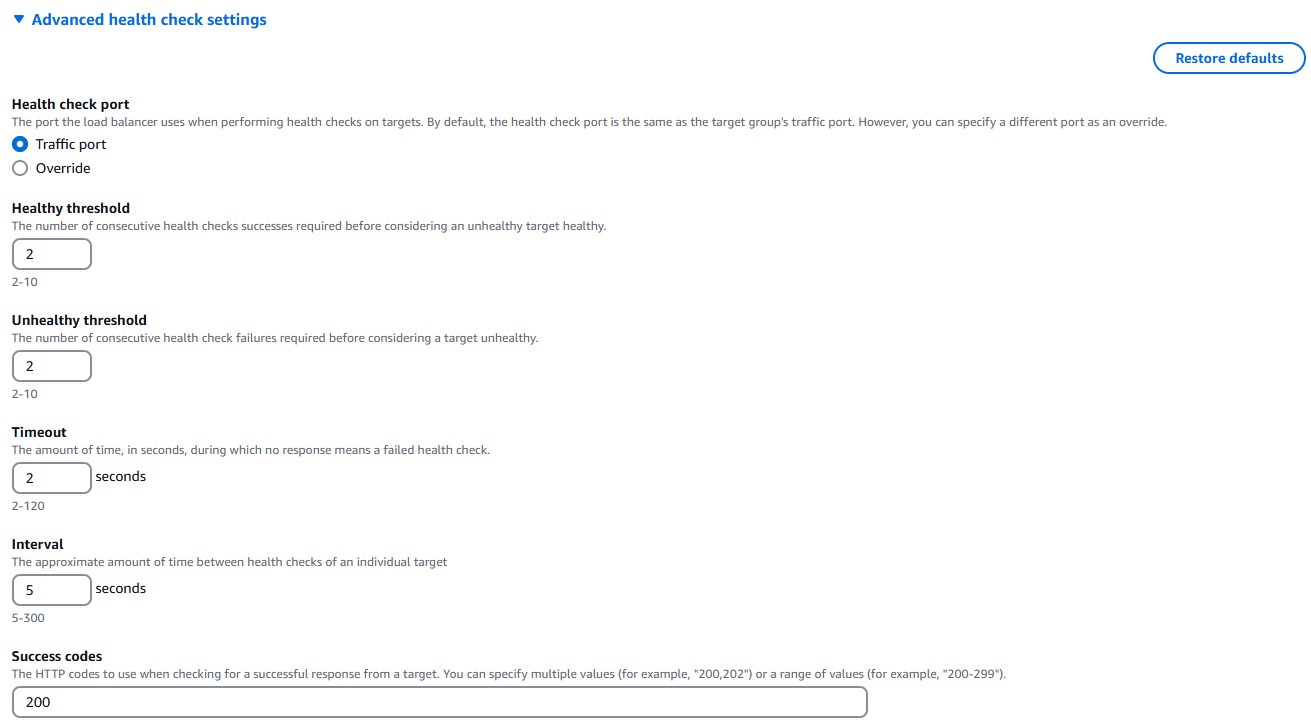 Advanced health check settings
Restore defaults
Health check port
The port the load balancer uses when performing health checks on targets. By default, the health check port is the same as the target group's traffic port. However, you can specify a different port as an override.
Traffic port
Override
Healthy threshold
The number of consecutive health checks successes required before considering an unhealthy target healthy.
2
2-10
Unhealthy threshold
The number of consecutive health check failures required before considering a target unhealthy.
2
2-10
Timeout
The amount of time, in seconds, during which no response means a failed health check.
2 seconds
2-120
Interval
The approximate amount of time between health checks of an individual target
5 seconds
5-300
Success codes
The HTTP codes to use when checking for a successful response from a target. You can specify multiple values (for example, "200,202") or a range of values (for example, "200-299").
200